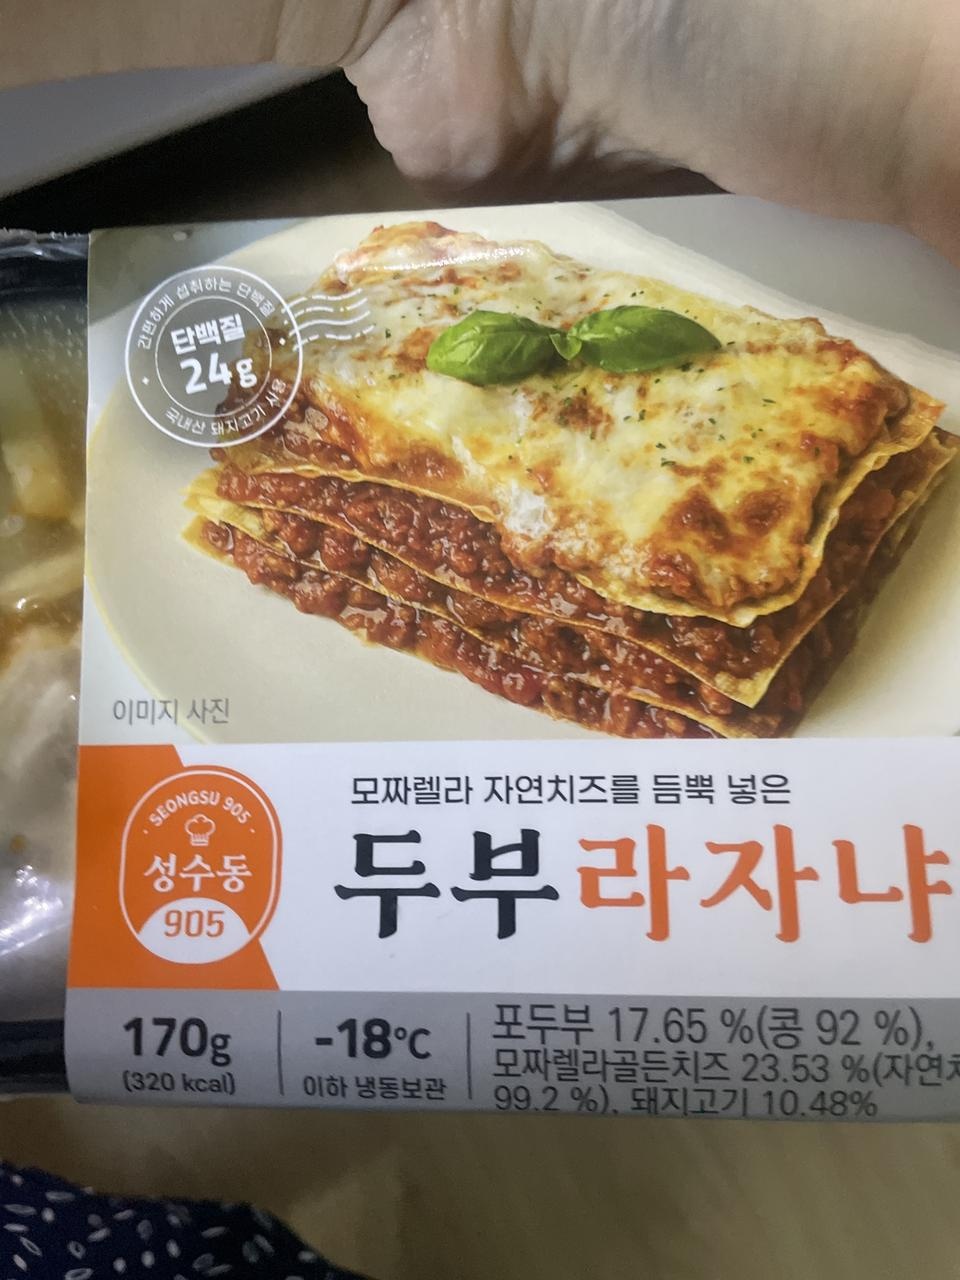 간편하게 섭취하는 단백질
단백질
24g
국내산 돼지고기 사용
이미지 사진
SEONGSU 905
성수동
905
모짜렐라 자연치즈를 듬뿍 넣은
두부라자냐
170g
(320 kcal)
-18℃
이하 냉동보관
포두부 17.65 %(콩 92 %),
모짜렐라골든치즈 23.53 %(자연치
99.2 %), 돼지고기 10.48%